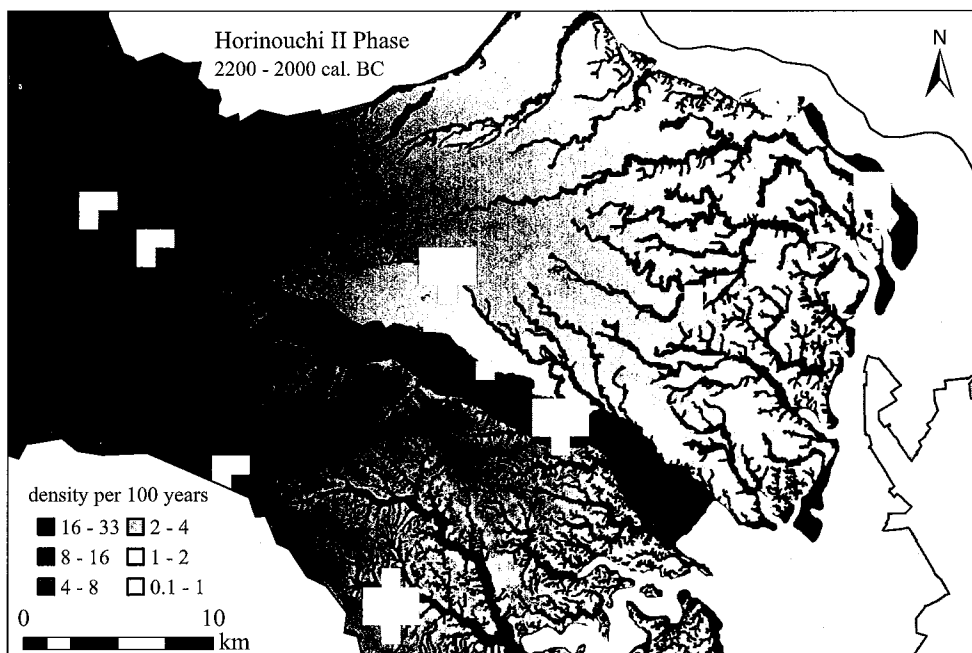 Horinouchi II Phase
2200 - 2000 cal. BC
N
density per 100 years
16 - 33 2 - 4
8 - 16 1 - 2
4 - 8 0.1 - 1
0 10
km